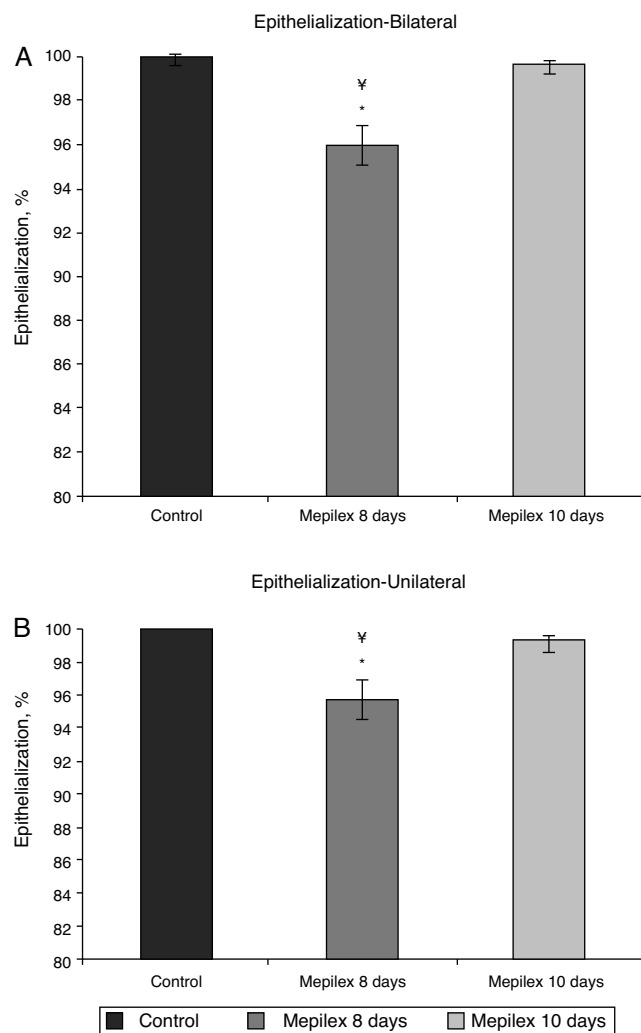 Epithelialization-Bilateral
A
Epithelialization, %
100
98
96
94
92
90
88
86
84
82
80
¥
*
Control
Mepilex 8 days
Mepilex 10 days
Epithelialization-Unilateral
B
Epithelialization, %
100
98
96
94
92
90
88
86
84
82
80
¥
*
Control
Mepilex 8 days
Mepilex 10 days
Control
Mepilex 8 days
Mepilex 10 days